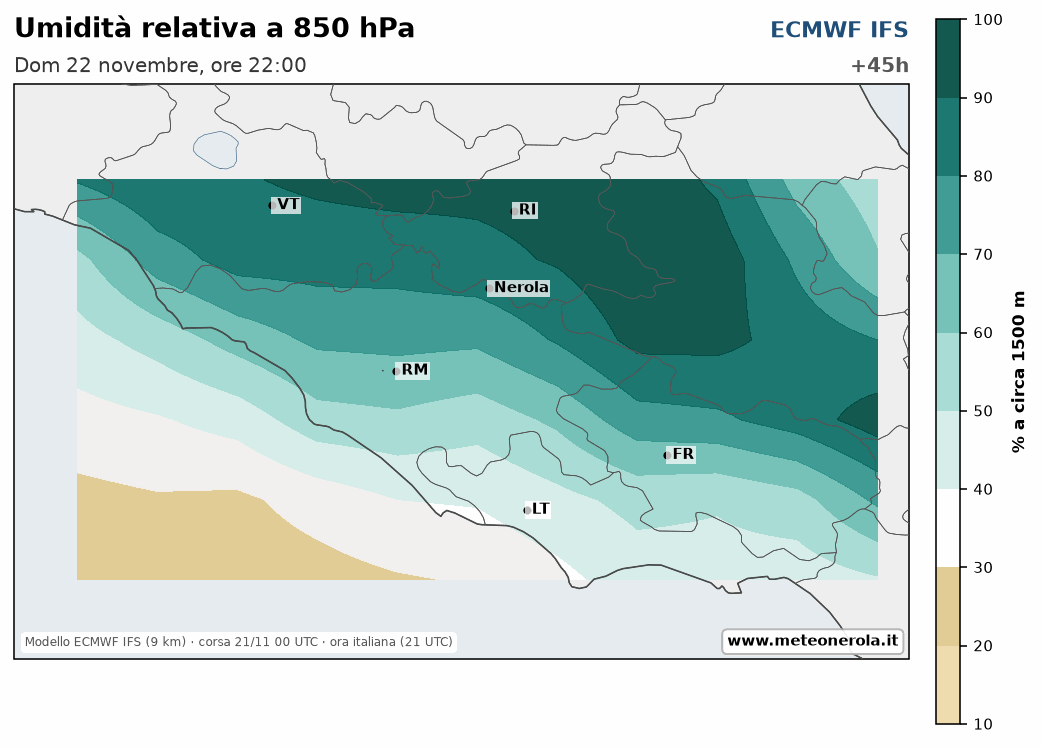 Umidità relativa a 850 hPa
ECMWF IFS
Dom 22 novembre, ore 22:00
+45h
100
90
80
70
60
50
40
30
20
10
% a circa 1500 m
VT
RI
Nerola
RM
FR
LT
Modello ECMWF IFS (9 km) · corsa 21/11 00 UTC · ora italiana (21 UTC)
www.meteonerola.it